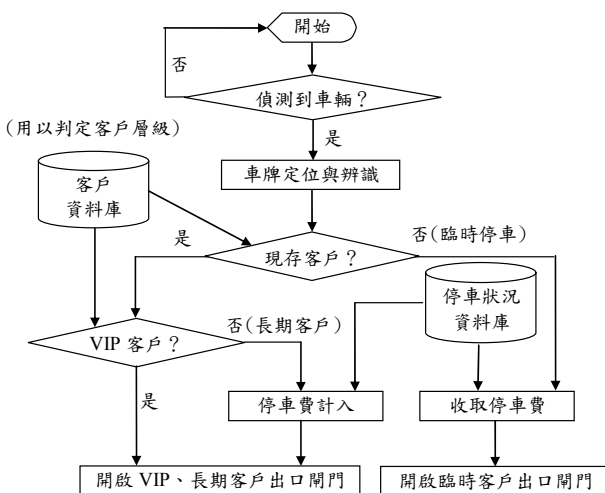 開始
否
偵測到車輛？
(用以判定客戶層級)
是
車牌定位與辨識
客戶
資料庫
是
否(臨時停車)
現存客戶？
停車狀況
資料庫
否(長期客戶)
VIP 客戶？
是
停車費計入
收取停車費
開啟 VIP、長期客戶出口閘門
開啟臨時客戶出口閘門